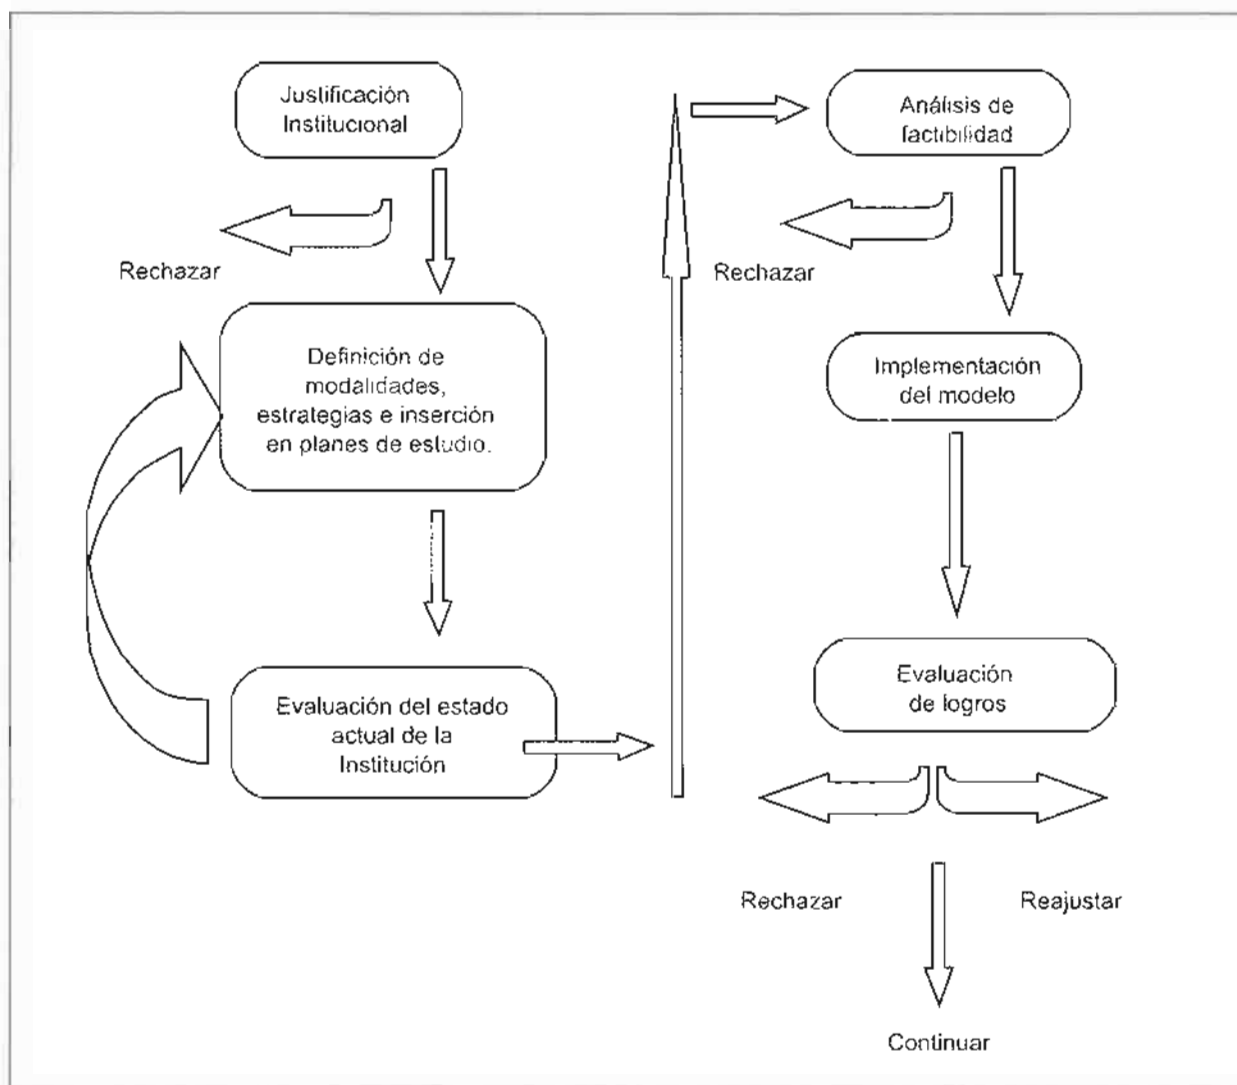 Justificación
Institucional
Rechazar
Definición de
modalidades,
estrategias e inserción
en planes de estudio.
Evaluación del estado
actual de la
Institución
Análisis de
factibilidad
Rechazar
Implementación
del modelo
Evaluación
de logros
Rechazar
Reajustar
Continuar